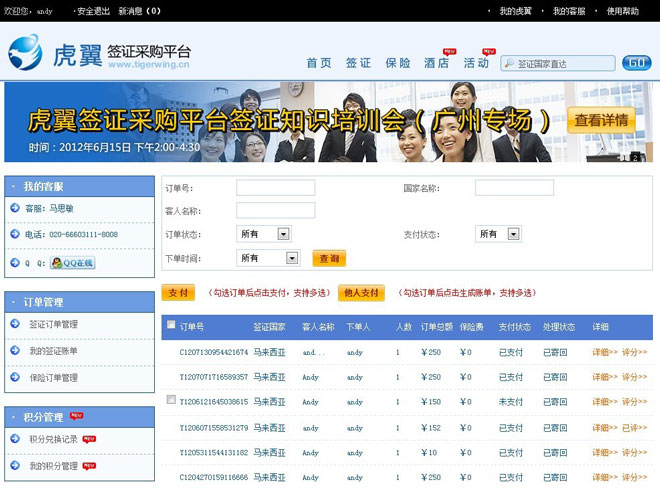 欢迎您，andy ·安全退出 新消息（0） · 我的虎翼 · 我的客服 · 使用帮助
虎翼 签证采购平台
www.tigerwing.cn
首页 签证 保险 酒店 NEW 活动 NEW 签证国家直达 GO
虎翼签证采购平台签证知识培训会（广州专场） 查看详情
时间：2012年6月15日 下午2:00-4:30
1 2
· 我的客服
客服：马思敏
电话：020-66603111-8008
Q Q： QQ在线
· 订单管理
签证订单管理
我的签证账单
保险订单管理
· 积分管理 NEW
积分兑换记录 NEW
我的积分管理 NEW
订单号： 国家名称：
客人名称：
订单状态： 所有 支付状态： 所有
下单时间： 所有 查询
支付 （勾选订单后点击支付，支持多选） 他人支付 （勾选订单后点击生成账单，支持多选）
订单号 签证国家 客人名称 下单人 人数 订单总额 保险费 支付状态 处理状态 详细
C1207130954421674 马来西亚 and... andy 1 ￥250 ￥0 已支付 已寄回 详细>> 评分>>
T1207071716589357 马来西亚 Andy andy 1 ￥250 ￥0 已支付 已寄回 详细>> 评分>>
T1206121645038615 马来西亚 Andy andy 1 ￥150 ￥0 未支付 已寄回 详细>> 评分>>
T1206071558531279 马来西亚 Andy andy 1 ￥152 ￥0 已支付 已寄回 详细>> 已评>>
T1205311544131182 马来西亚 Andy Andy 1 ￥10 ￥0 已支付 已寄回 详细>> 评分>>
C1204270159116666 马来西亚 Andy Andy 1 ￥250 ￥0 已支付 已寄回 详细>> 评分>>